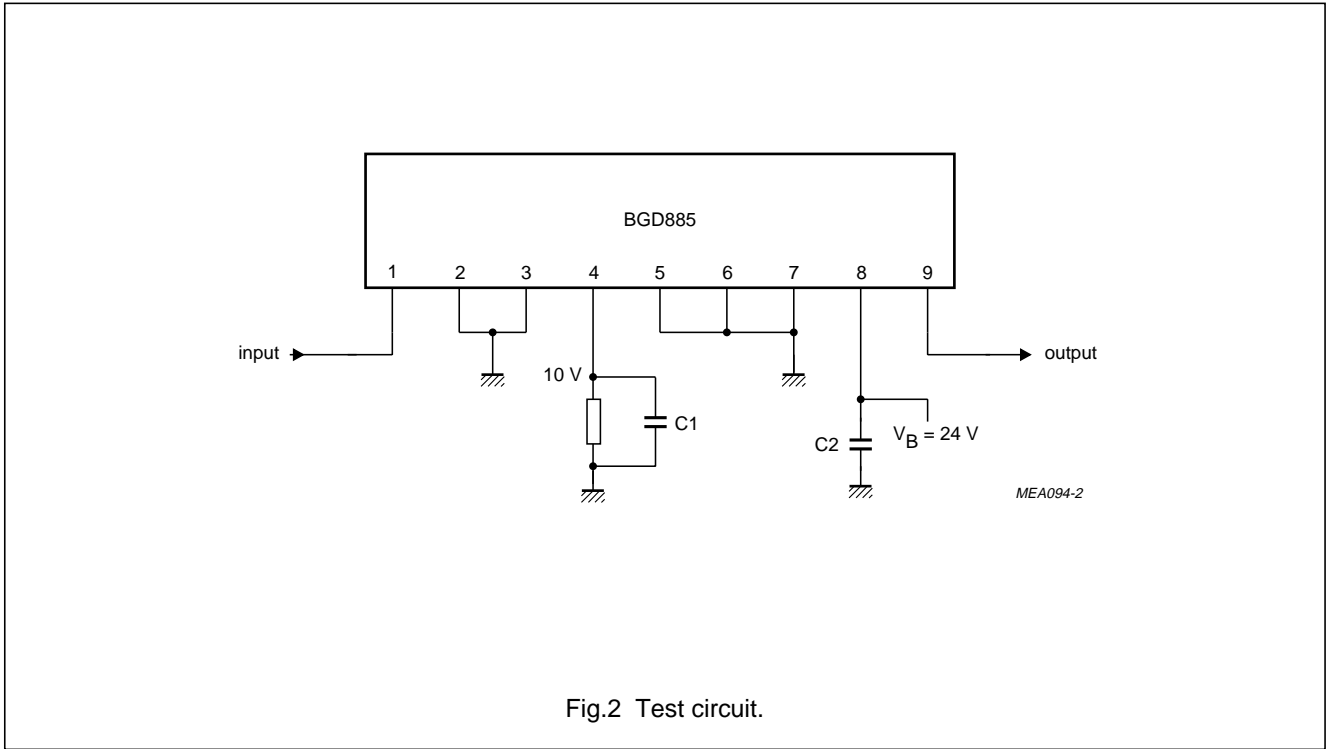 BGD885
1 2 3 4 5 6 7 8 9
input
output
10 V
C1
C2
VB = 24 V
MEA094-2
Fig.2 Test circuit.